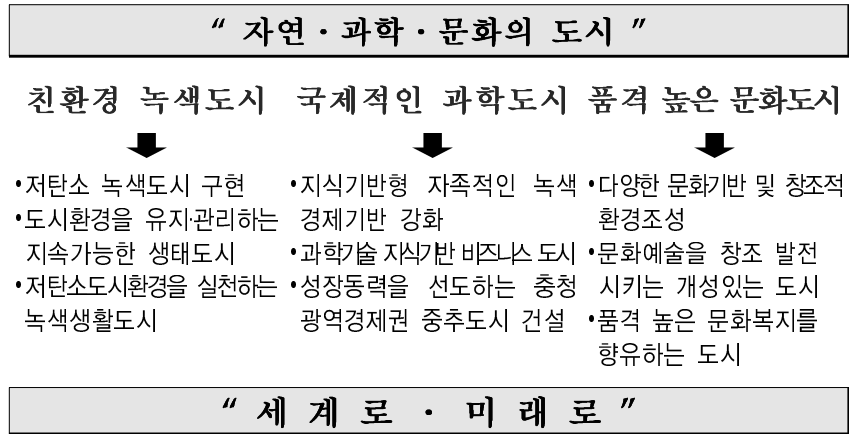 “ 자연 · 과학 · 문화의 도시 ”
친환경 녹색도시
•저탄소 녹색도시 구현
•도시환경을 유지·관리하는
지속가능한 생태도시
•저탄소도시환경을 실천하는
녹색생활도시
국제적인 과학도시
•지식기반형 자족적인 녹색
경제기반 강화
•과학기술 지식기반 비즈니스 도시
•성장동력을 선도하는 충청
광역경제권 중추도시 건설
품격 높은 문화도시
•다양한 문화기반 및 창조적
환경조성
•문화예술을 창조 발전
시키는 개성있는 도시
•품격 높은 문화복지를
향유하는 도시
“ 세 계 로 · 미 래 로 ”